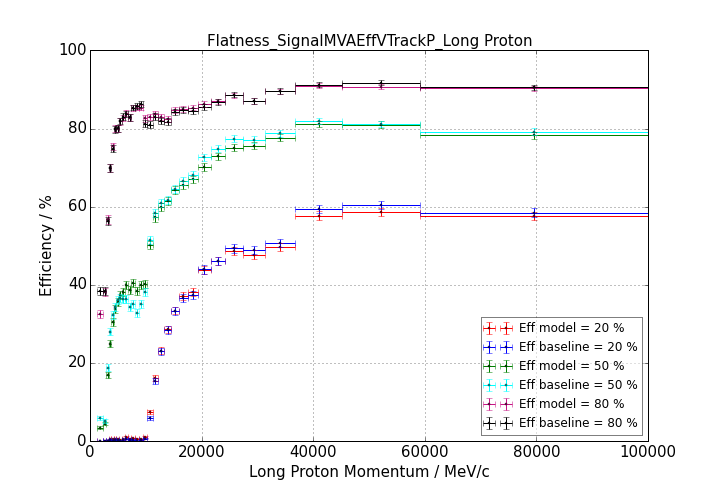 Flatness_SignalMVAEffVTrackP_Long Proton
100
80
60
40
20
0
Efficiency / %
0 20000 40000 60000 80000 100000
Long Proton Momentum / MeV/c
Eff model = 20 %
Eff baseline = 20 %
Eff model = 50 %
Eff baseline = 50 %
Eff model = 80 %
Eff baseline = 80 %